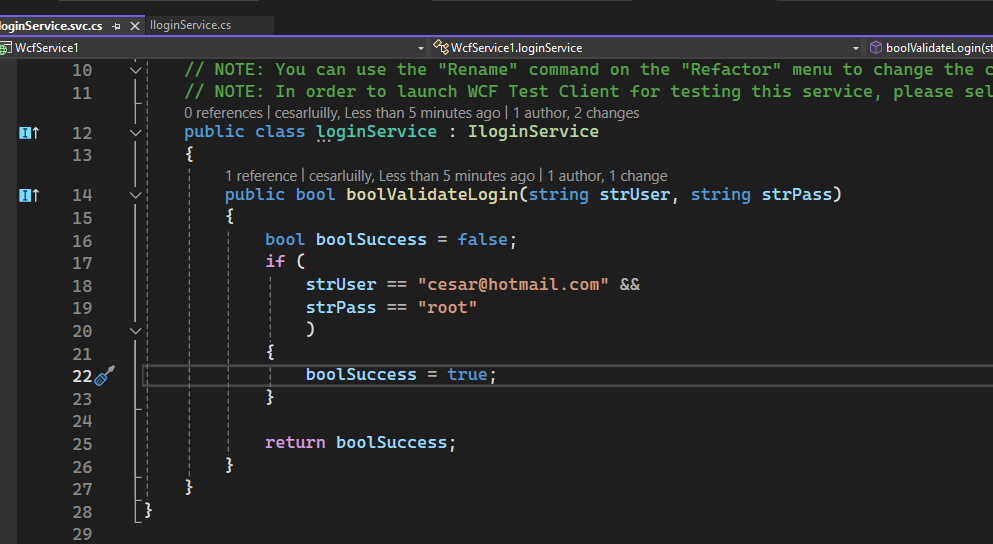 loginService.svc.cs IloginService.cs
WcfService1 WcfService1.loginService boolValidateLogin(st
10 // NOTE: You can use the "Rename" command on the "Refactor" menu to change the c
11 // NOTE: In order to launch WCF Test Client for testing this service, please sel
0 references | cesarluilly, Less than 5 minutes ago | 1 author, 2 changes
12 public class loginService : IloginService
13 {
1 reference | cesarluilly, Less than 5 minutes ago | 1 author, 1 change
14 public bool boolValidateLogin(string strUser, string strPass)
15 {
16 bool boolSuccess = false;
17 if (
18 strUser == "cesar@hotmail.com" &&
19 strPass == "root"
20 )
21 {
22 boolSuccess = true;
23 }
24
25 return boolSuccess;
26 }
27 }
28 }
29